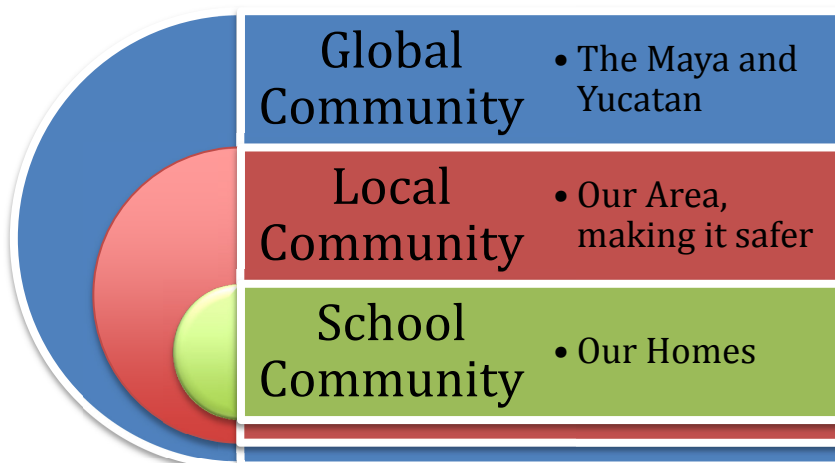 Global
Community
• The Maya and
Yucatan
Local
Community
• Our Area,
making it safer
School
Community
• Our Homes